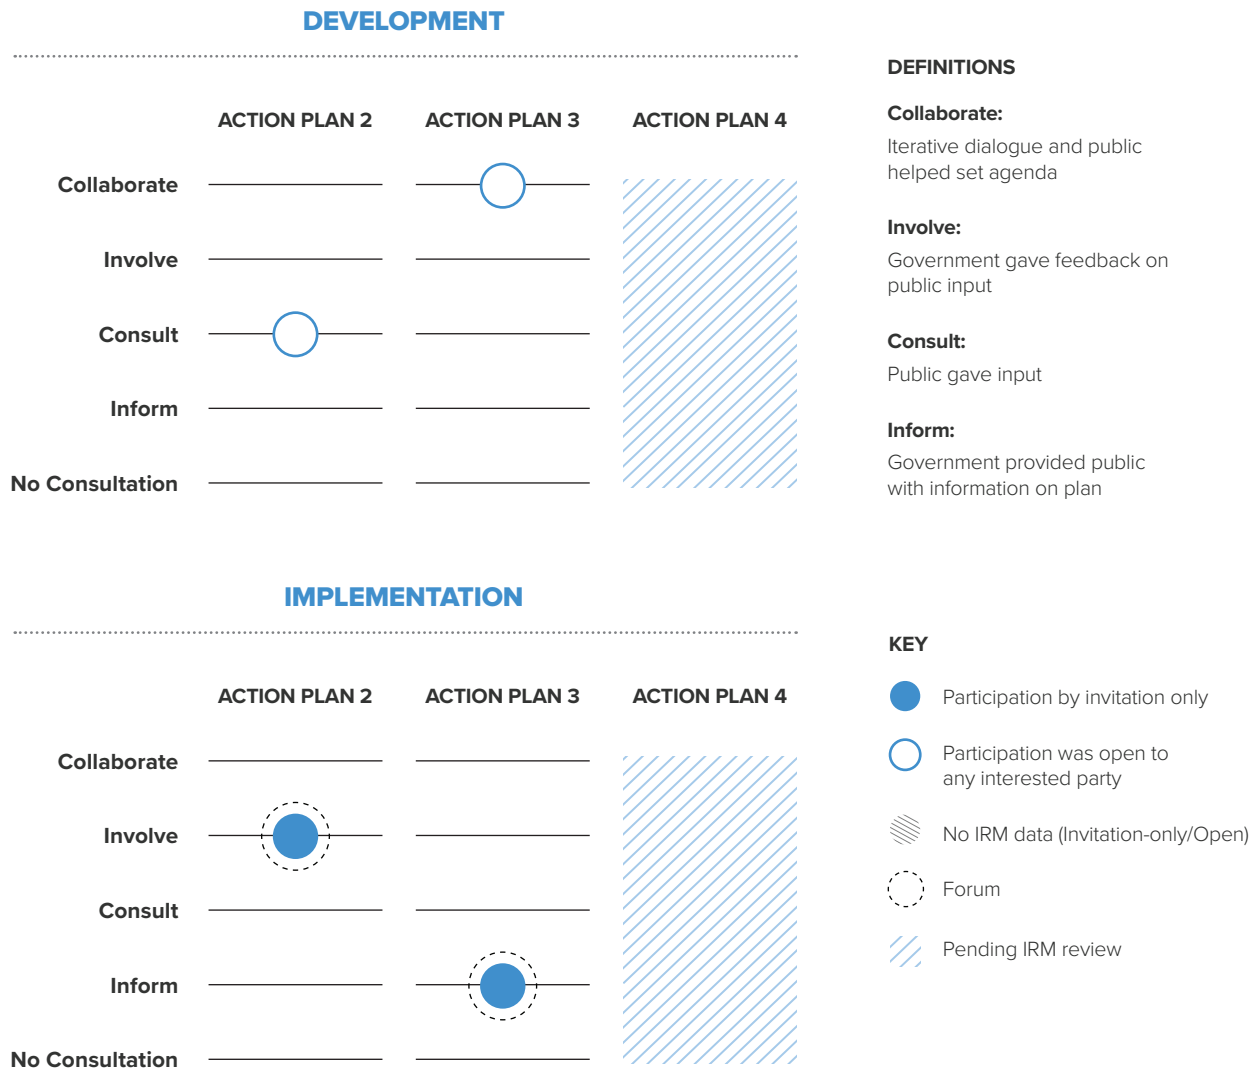 DEVELOPMENT
ACTION PLAN 2 ACTION PLAN 3 ACTION PLAN 4
Collaborate
Involve
Consult
Inform
No Consultation
DEFINITIONS
Collaborate:
Iterative dialogue and public
helped set agenda
Involve:
Government gave feedback on
public input
Consult:
Public gave input
Inform:
Government provided public
with information on plan
IMPLEMENTATION
ACTION PLAN 2 ACTION PLAN 3 ACTION PLAN 4
Collaborate
Involve
Consult
Inform
No Consultation
KEY
Participation by invitation only
Participation was open to
any interested party
No IRM data (Invitation-only/Open)
Forum
Pending IRM review